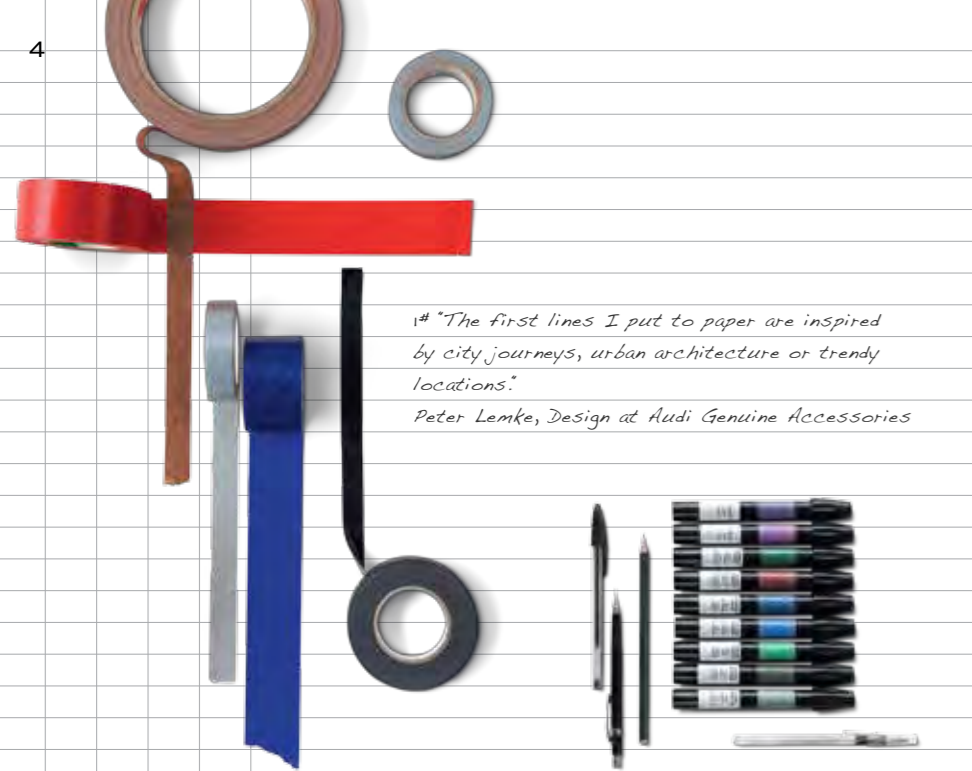 4
1# "The first lines I put to paper are inspired
by city journeys, urban architecture or trendy
locations."
Peter Lemke, Design at Audi Genuine Accessories